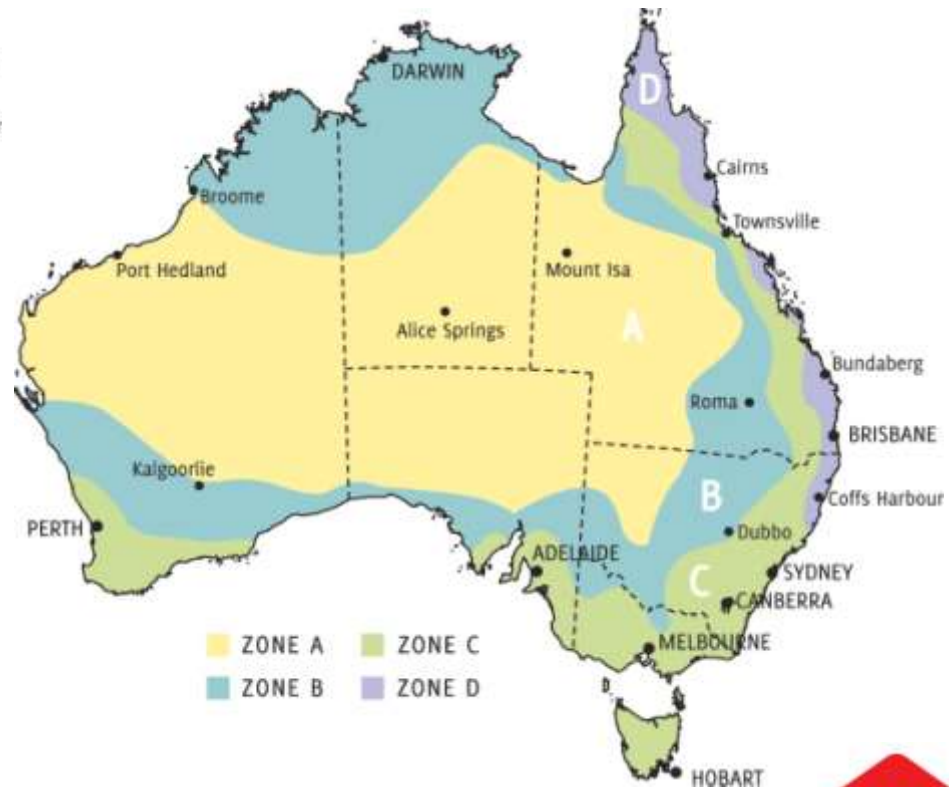 D
DARWIN
Cairns
Broome
Townsville
Port Hedland
Mount Isa
Alice Springs
A
Bundaberg
Roma
BRISBANE
Kalgoorlie
B
Coffs Harbour
PERTH
Dubbo
ADELAIDE
SYDNEY
C
CANBERRA
ZONE A
ZONE C
MELBOURNE
ZONE B
ZONE D
HOBART